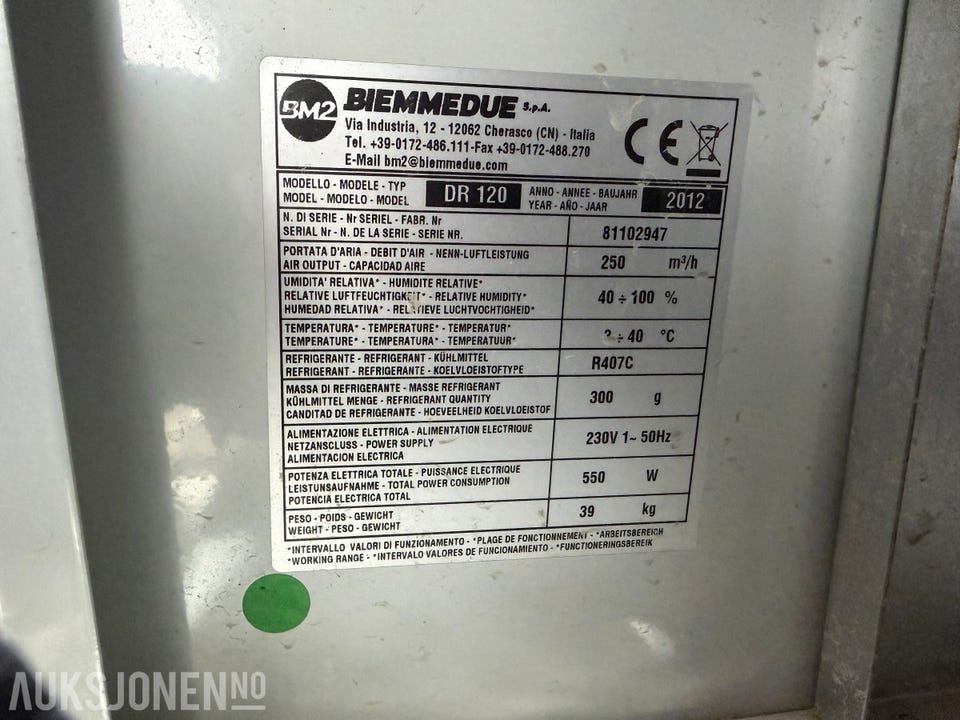 BM2 BIEMMEDUE S.p.A.
Via Industria, 12 - 12062 Cherasco (CN) - Italia
Tel. +39-0172-486.111-Fax +39-0172-488.270
E-Mail bm2@biemmedue.com
CE
MODELLO - MODELE - TYP
MODEL - MODELO - MODEL
DR 120
ANNO - ANNEE - BAUJAHR
YEAR - AÑO - JAAR
2012
N. DI SERIE - Nr SERIEL - FABR. Nr
SERIAL Nr - N. DE LA SERIE - SERIE NR.
81102947
PORTATA D'ARIA - DEBIT D'AIR - NENN-LUFTLEISTUNG
AIR OUTPUT - CAPACIDAD AIRE
250 m³/h
UMIDITA' RELATIVA* - HUMIDITE RELATIVE*
RELATIVE LUFTFEUCHTIGKEIT* - RELATIVE HUMIDITY*
HUMEDAD RELATIVA* - RELATIEVE LUCHTVOCHTIGHEID*
40 ÷ 100 %
TEMPERATURA* - TEMPERATURE* - TEMPERATUR*
TEMPERATURE* - TEMPERATURA* - TEMPERATUUR*
÷ 40 °C
REFRIGERANTE - REFRIGERANT - KÜHLMITTEL
REFRIGERANT - REFRIGERANTE - KOELVLOEISTOFTYPE
R407C
MASSA DI REFRIGERANTE - MASSE REFRIGERANT
KÜHLMITTEL MENGE - REFRIGERANT QUANTITY
CANDITAD DE REFRIGERANTE - HOEVEELHEID KOELVLOEISTOF
300 g
ALIMENTAZIONE ELETTRICA - ALIMENTATION ELECTRIQUE
NETZANSCLUSS - POWER SUPPLY
ALIMENTACION ELECTRICA
230V 1~ 50Hz
POTENZA ELETTRICA TOTALE - PUISSANCE ELECTRIQUE
LEISTUNSAUFNAHME - TOTAL POWER CONSUMPTION
POTENCIA ELECTRICA TOTAL
550 W
PESO - POIDS - GEWICHT
WEIGHT - PESO - GEWICHT
39 kg
*INTERVALLO VALORI DI FUNZIONAMENTO - *PLAGE DE FONCTIONNEMENT - *ARBEITSBEREICH
*WORKING RANGE - *INTERVALO VALORES DE FUNCIONAMIENTO - *FUNCTIONERINGSBEREIK
AUKSJONEN.NO